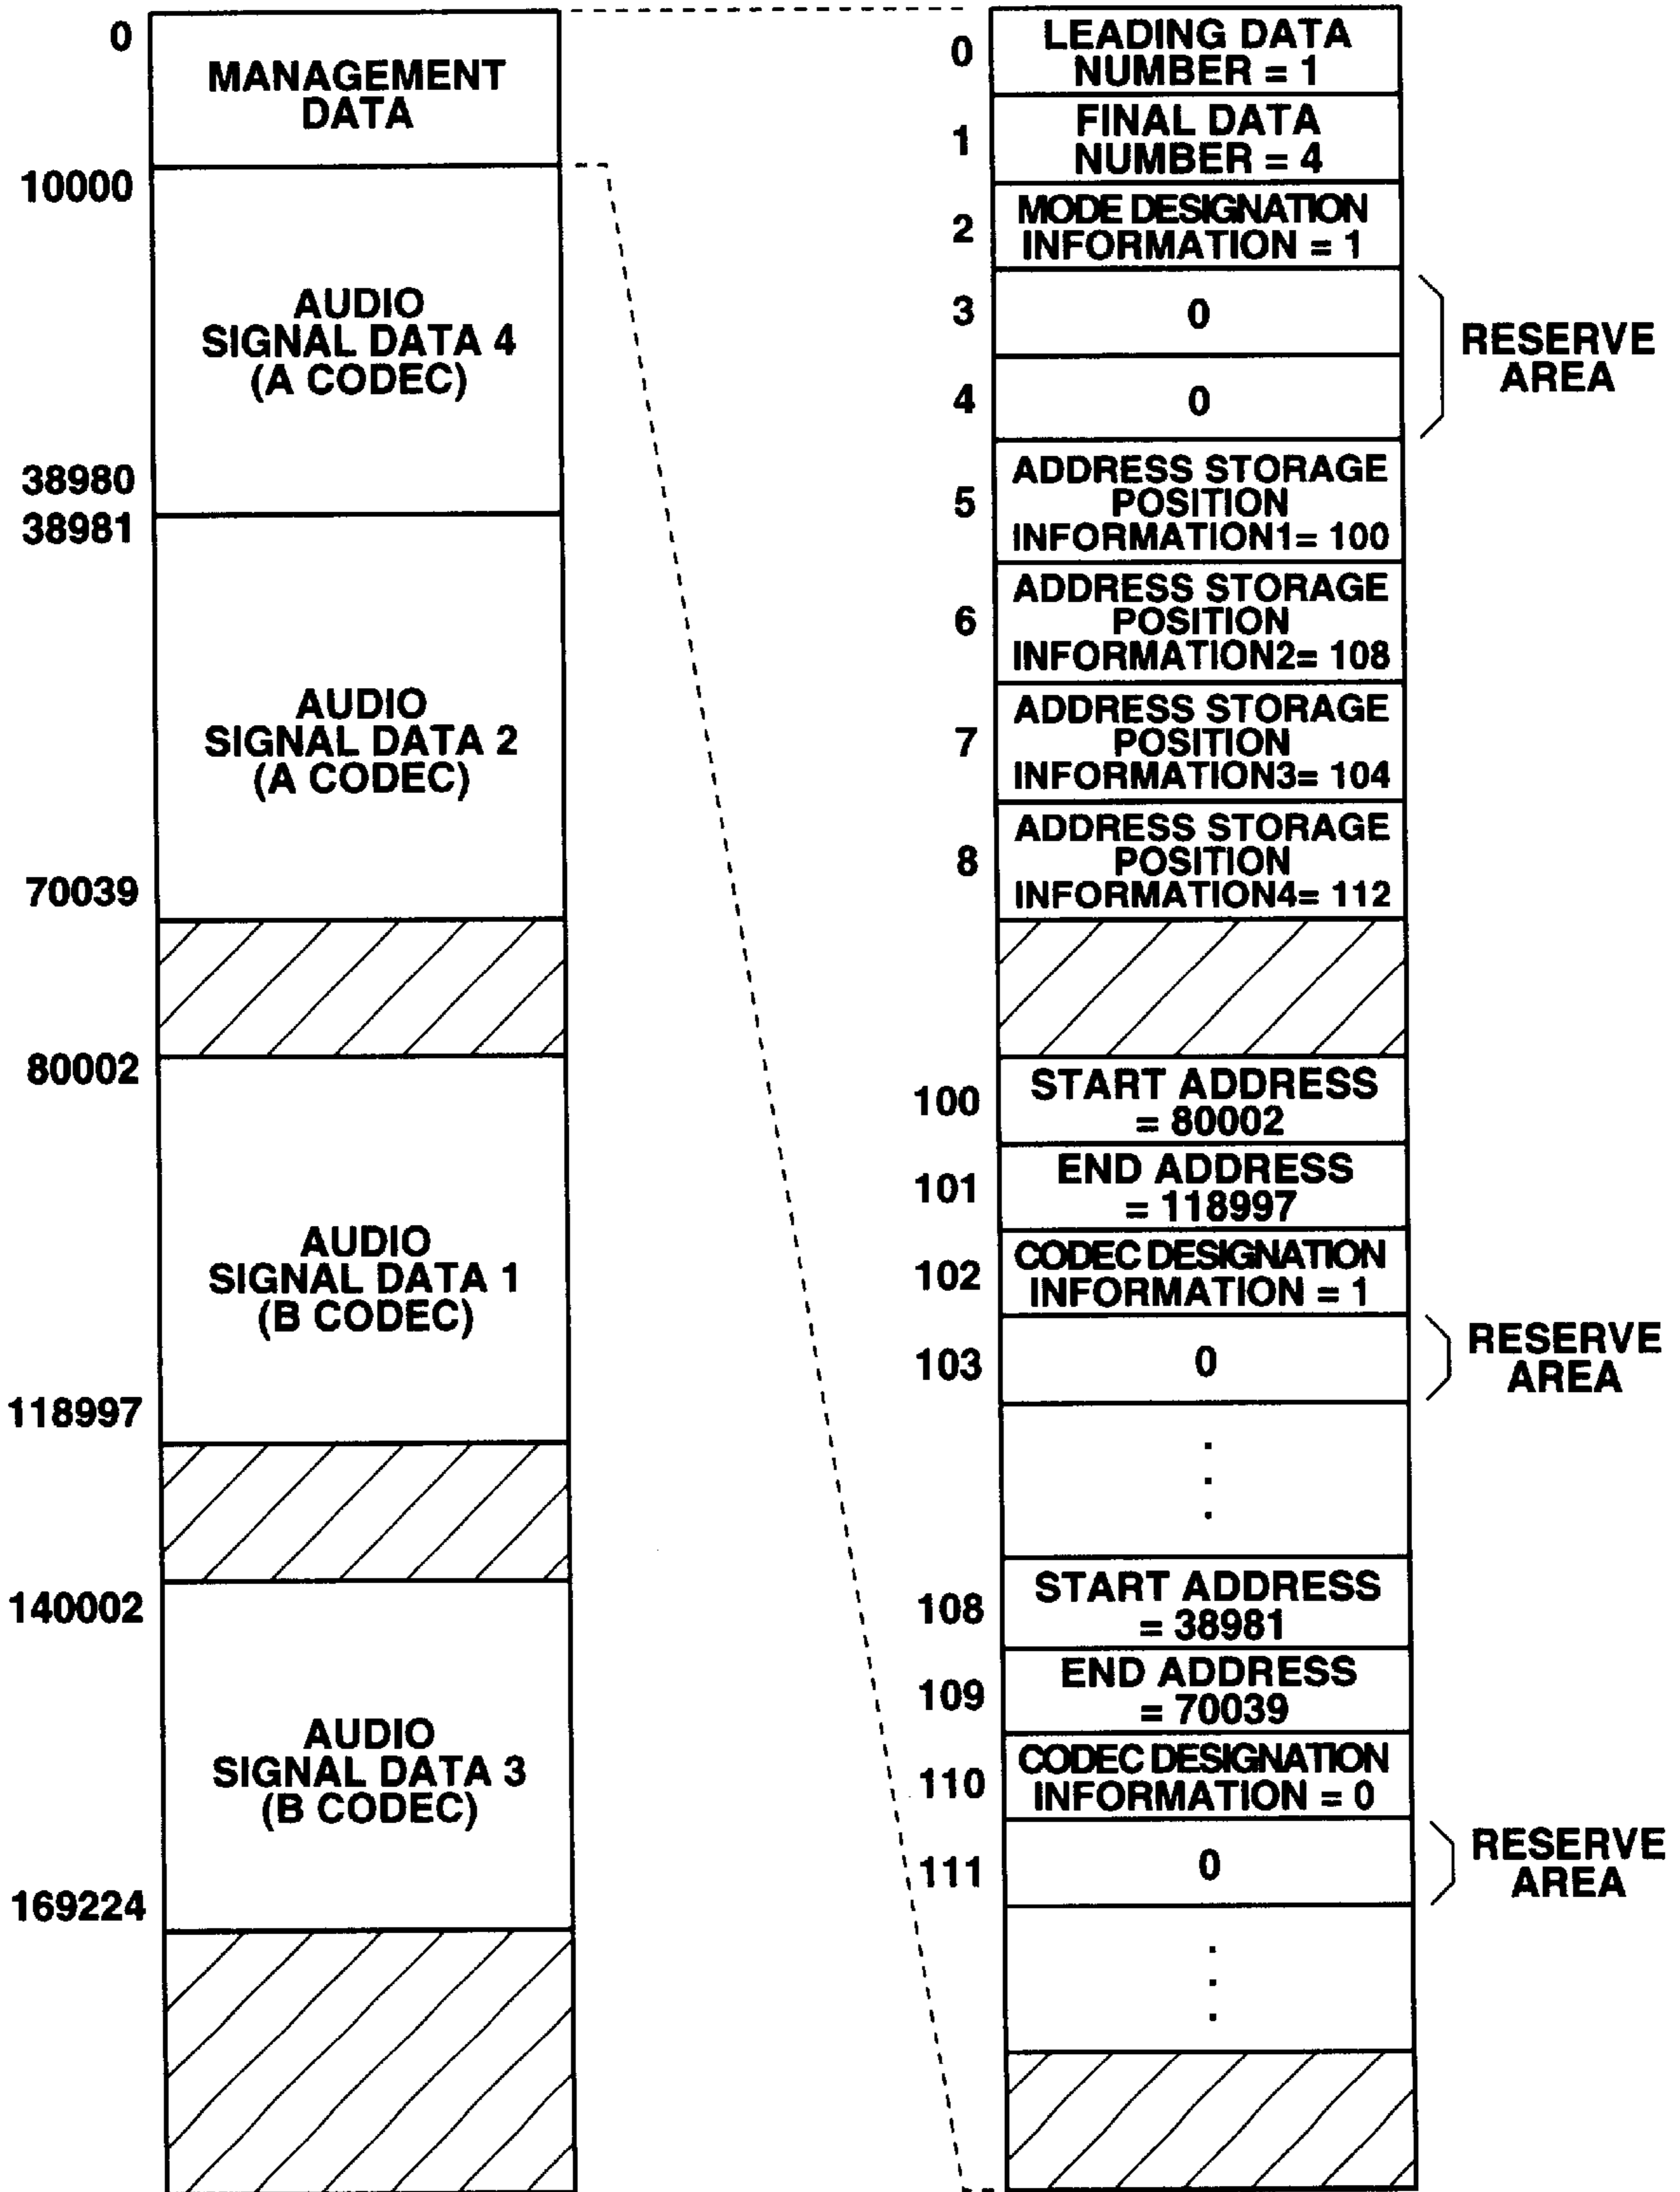 0
MANAGEMENT
DATA
10000
AUDIO
SIGNAL DATA 4
(A CODEC)
38980
38981
AUDIO
SIGNAL DATA 2
(A CODEC)
70039
80002
AUDIO
SIGNAL DATA 1
(B CODEC)
118997
140002
AUDIO
SIGNAL DATA 3
(B CODEC)
169224
0
LEADING DATA
NUMBER = 1
1
FINAL DATA
NUMBER = 4
2
MODE DESIGNATION
INFORMATION = 1
3
0
4
0
RESERVE
AREA
5
ADDRESS STORAGE
POSITION
INFORMATION1= 100
6
ADDRESS STORAGE
POSITION
INFORMATION2= 108
7
ADDRESS STORAGE
POSITION
INFORMATION3= 104
8
ADDRESS STORAGE
POSITION
INFORMATION4= 112
100
START ADDRESS
= 80002
101
END ADDRESS
= 118997
102
CODEC DESIGNATION
INFORMATION = 1
103
0
RESERVE
AREA
108
START ADDRESS
= 38981
109
END ADDRESS
= 70039
110
CODEC DESIGNATION
INFORMATION = 0
111
0
RESERVE
AREA